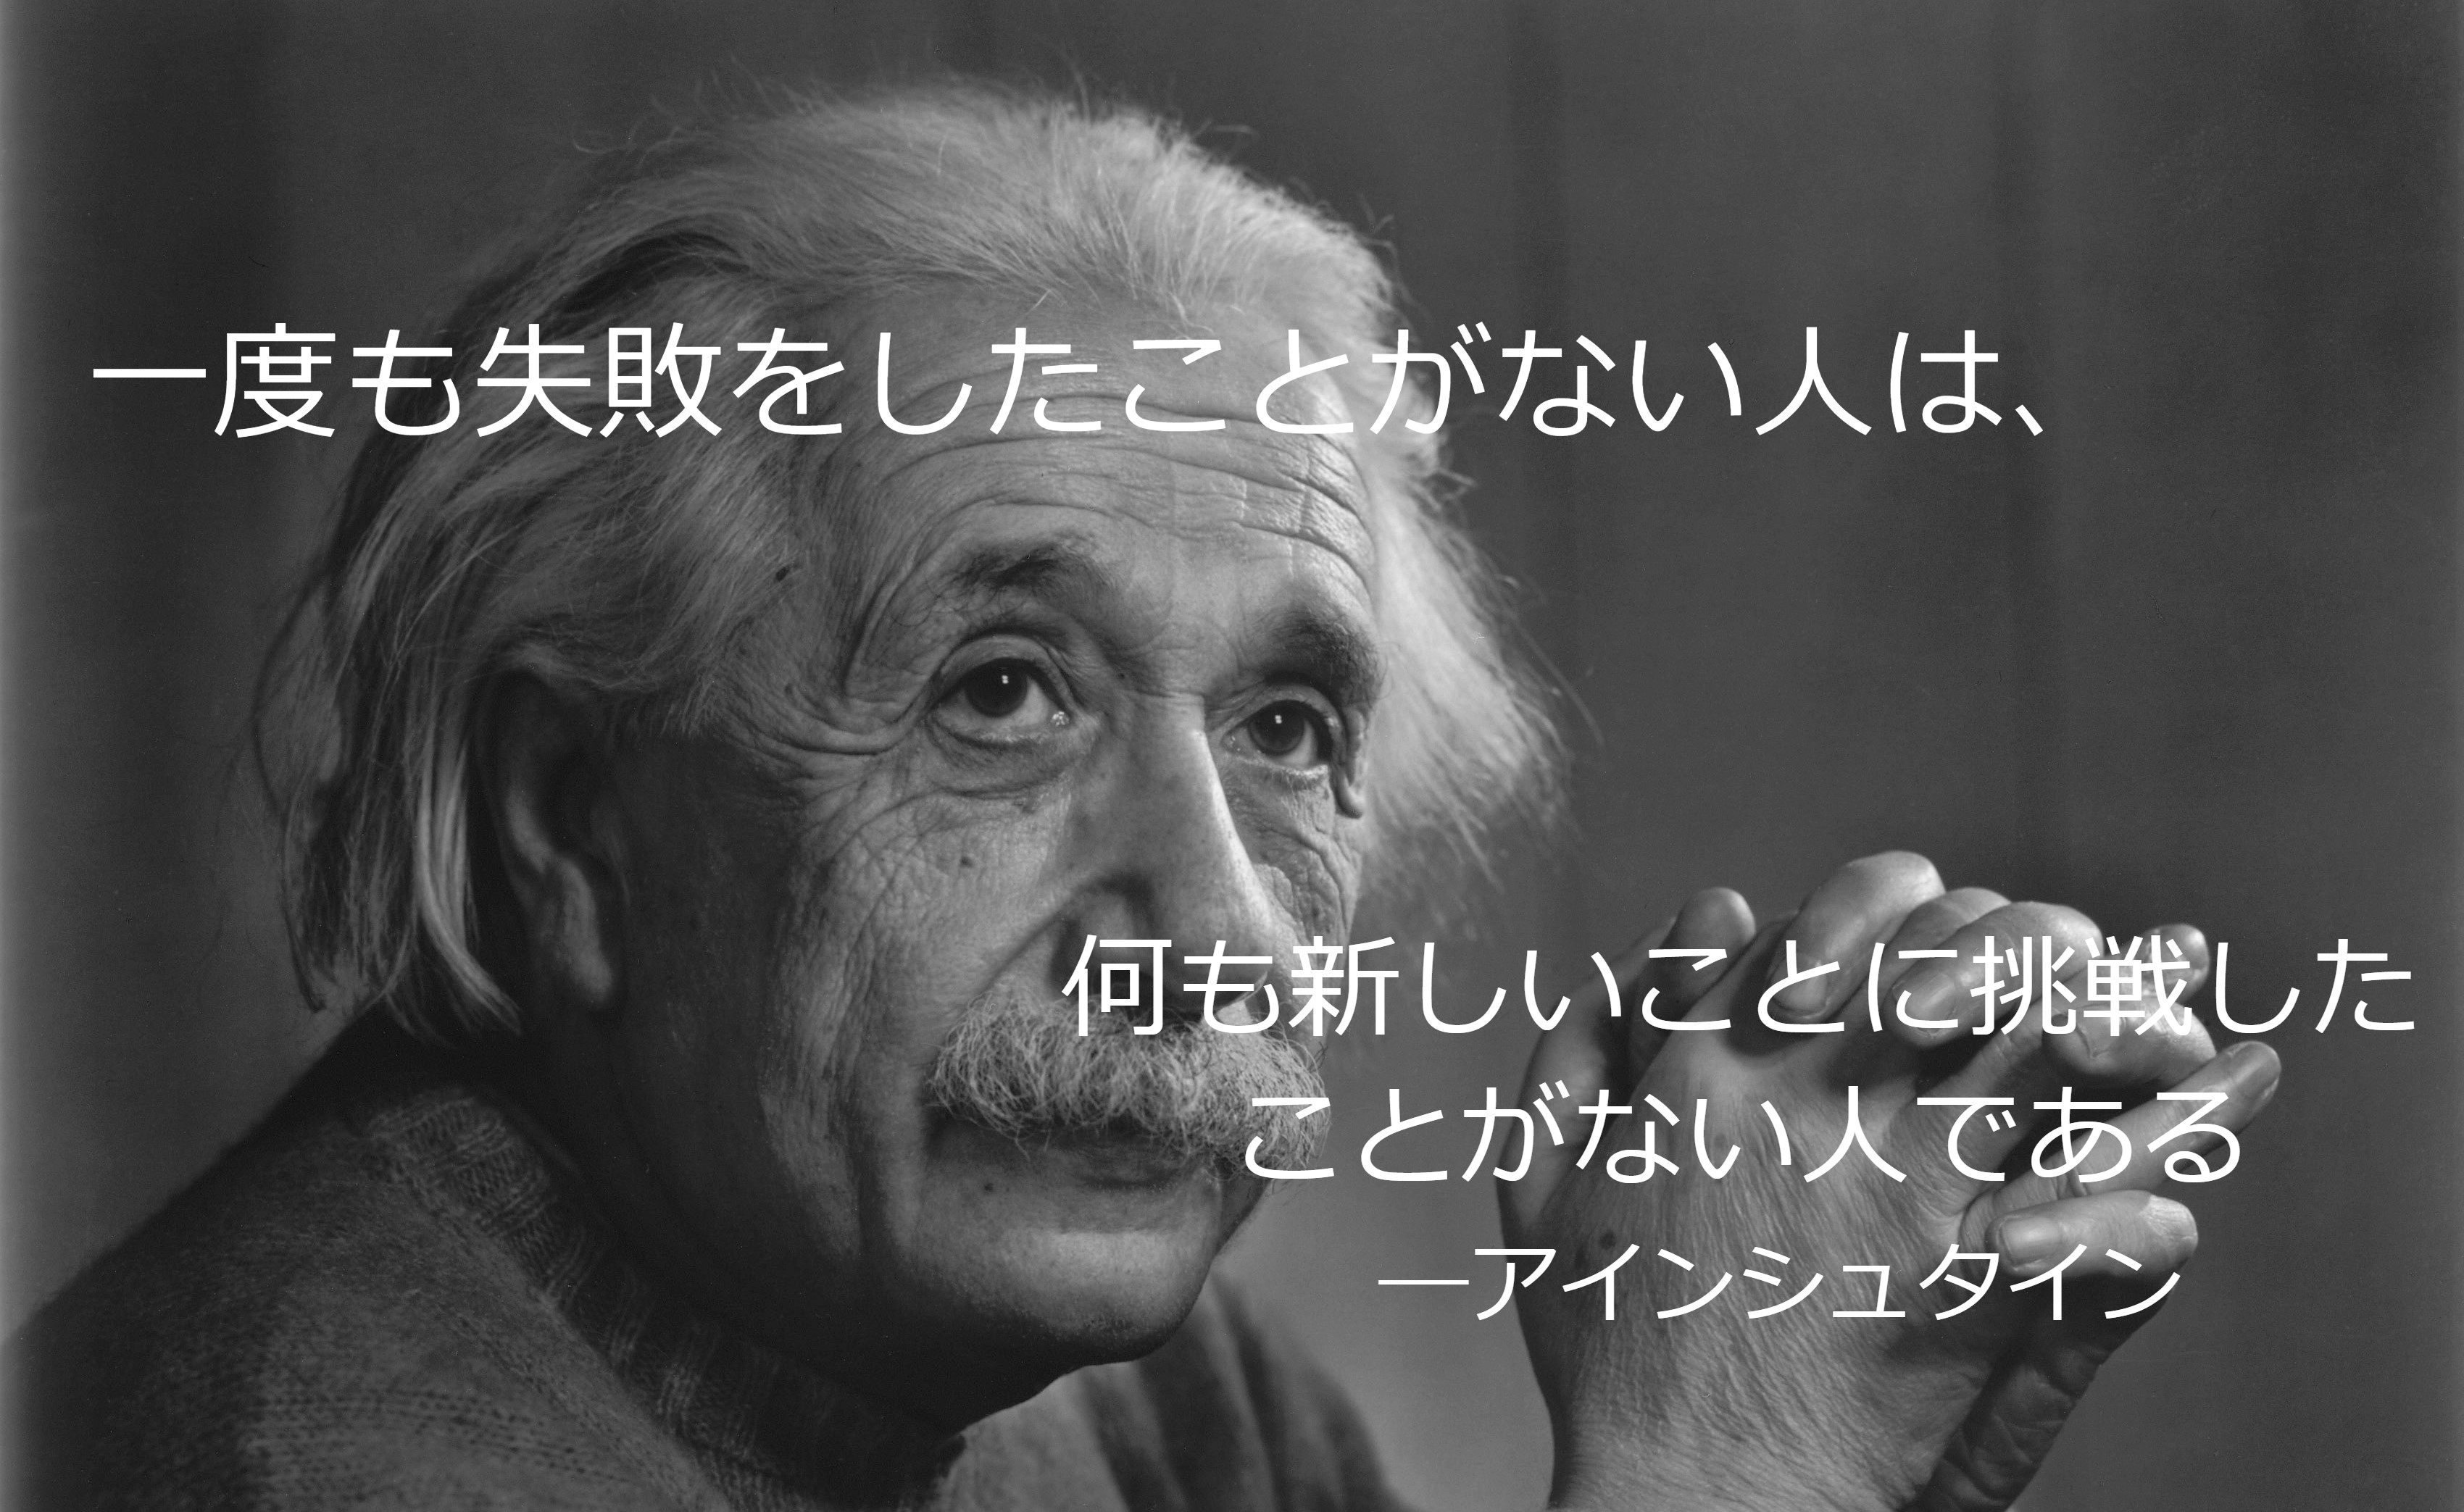 一度も失敗をしたことがない人は、
何も新しいことに挑戦した
ことがない人である
―アインシュタイン